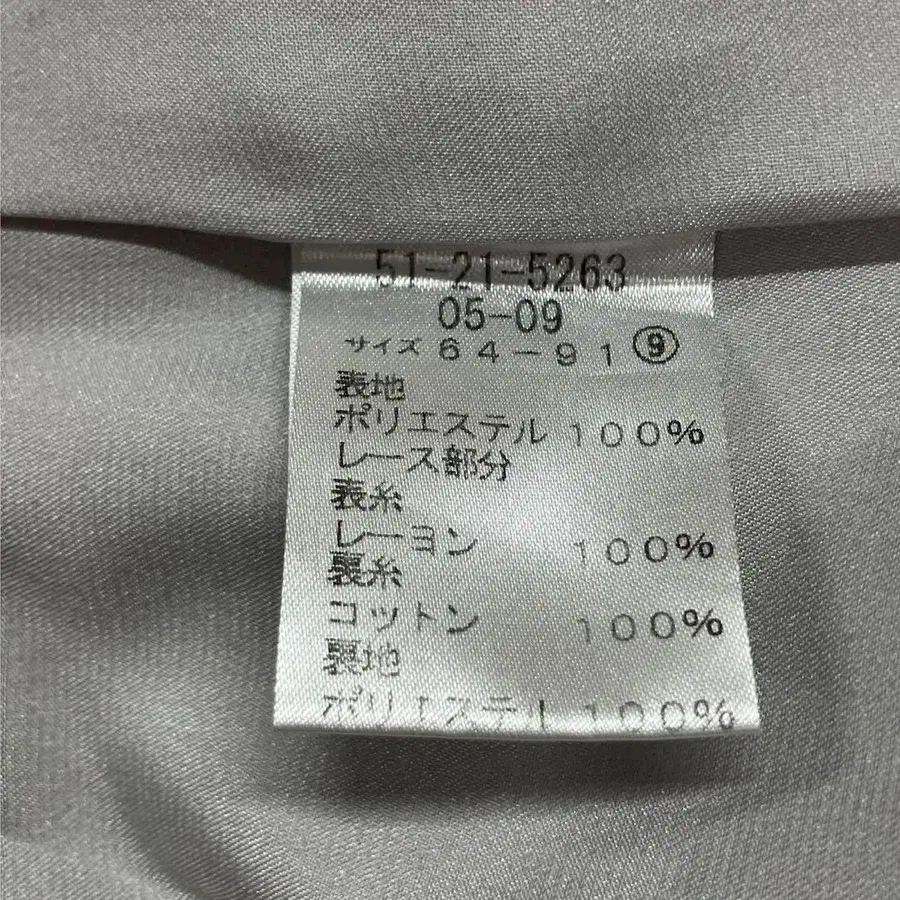 51-21-5263
05-09
サイズ 64-91 ⑨
表地
ポリエステル 100%
レース部分
表糸
レーヨン 100%
裏糸
コットン 100%
裏地
ポリエステル 100%